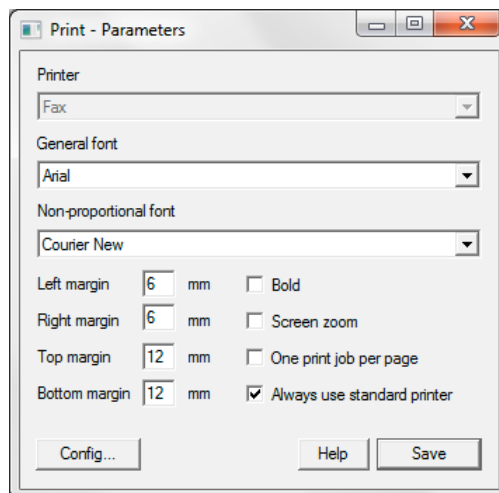 Print - Parameters
Printer
Fax
General font
Arial
Non-proportional font
Courier New
Left margin 6 mm Bold
Right margin 6 mm Screen zoom
Top margin 12 mm One print job per page
Bottom margin 12 mm Always use standard printer
Config... Help Save